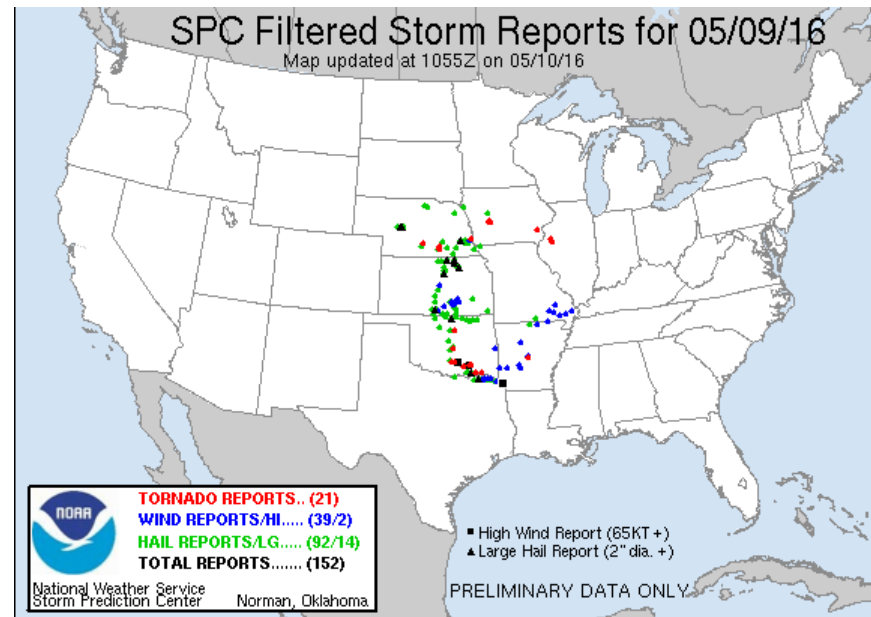 SPC Filtered Storm Reports for 05/09/16
Map updated at 1055Z on 05/10/16
NOAA
TORNADO REPORTS.. (21)
WIND REPORTS/HI..... (39/2)
HAIL REPORTS/LG..... (92/14)
TOTAL REPORTS....... (152)
National Weather Service
Storm Prediction Center Norman, Oklahoma
High Wind Report (65KT +)
Large Hail Report (2" dia. +)
PRELIMINARY DATA ONLY